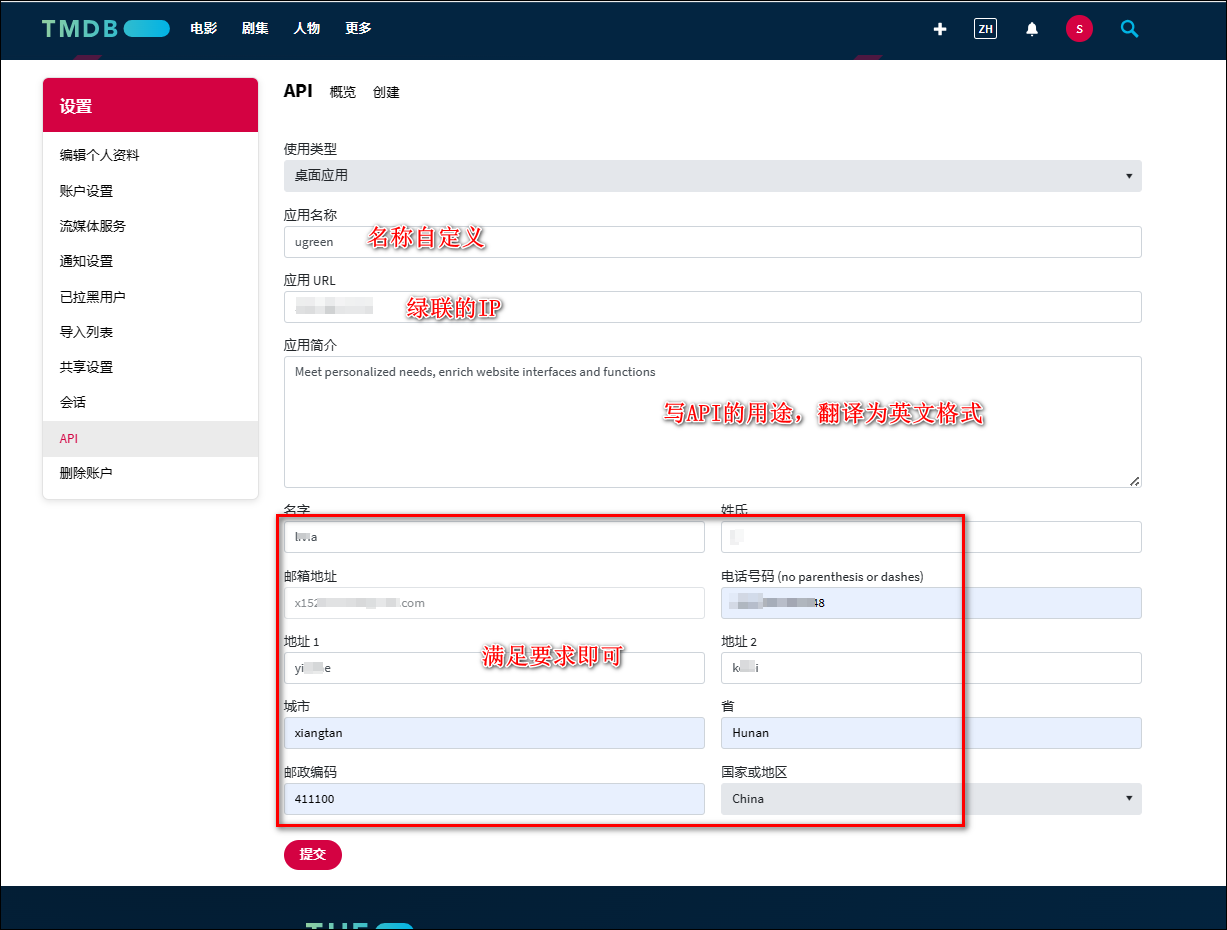 TMDB 电影 剧集 人物 更多 ZH S
设置
编辑个人资料
账户设置
流媒体服务
通知设置
已拉黑用户
导入列表
共享设置
会话
API
删除账户
API 概览 创建
使用类型
桌面应用
应用名称
ugreen 名称自定义
应用 URL
绿联的IP
应用简介
Meet personalized needs, enrich website interfaces and functions
写API的用途，翻译为英文格式
名字 姓氏
邮箱地址 电话号码 (no parenthesis or dashes)
x152 .com 48
地址 1 地址 2
满足要求即可
城市 省
xiangtan Hunan
邮政编码 国家或地区
411100 China
提交